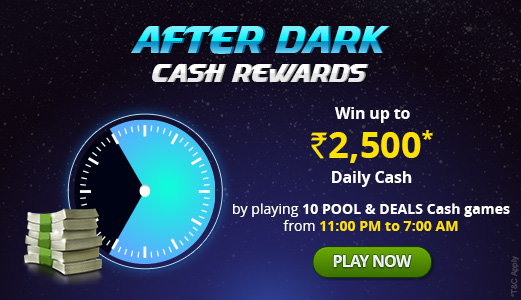 AFTER DARK
CASH REWARDS
Win up to
₹2,500*
Daily Cash
by playing 10 POOL & DEALS Cash games
from 11:00 PM to 7:00 AM
PLAY NOW
*T&C Apply